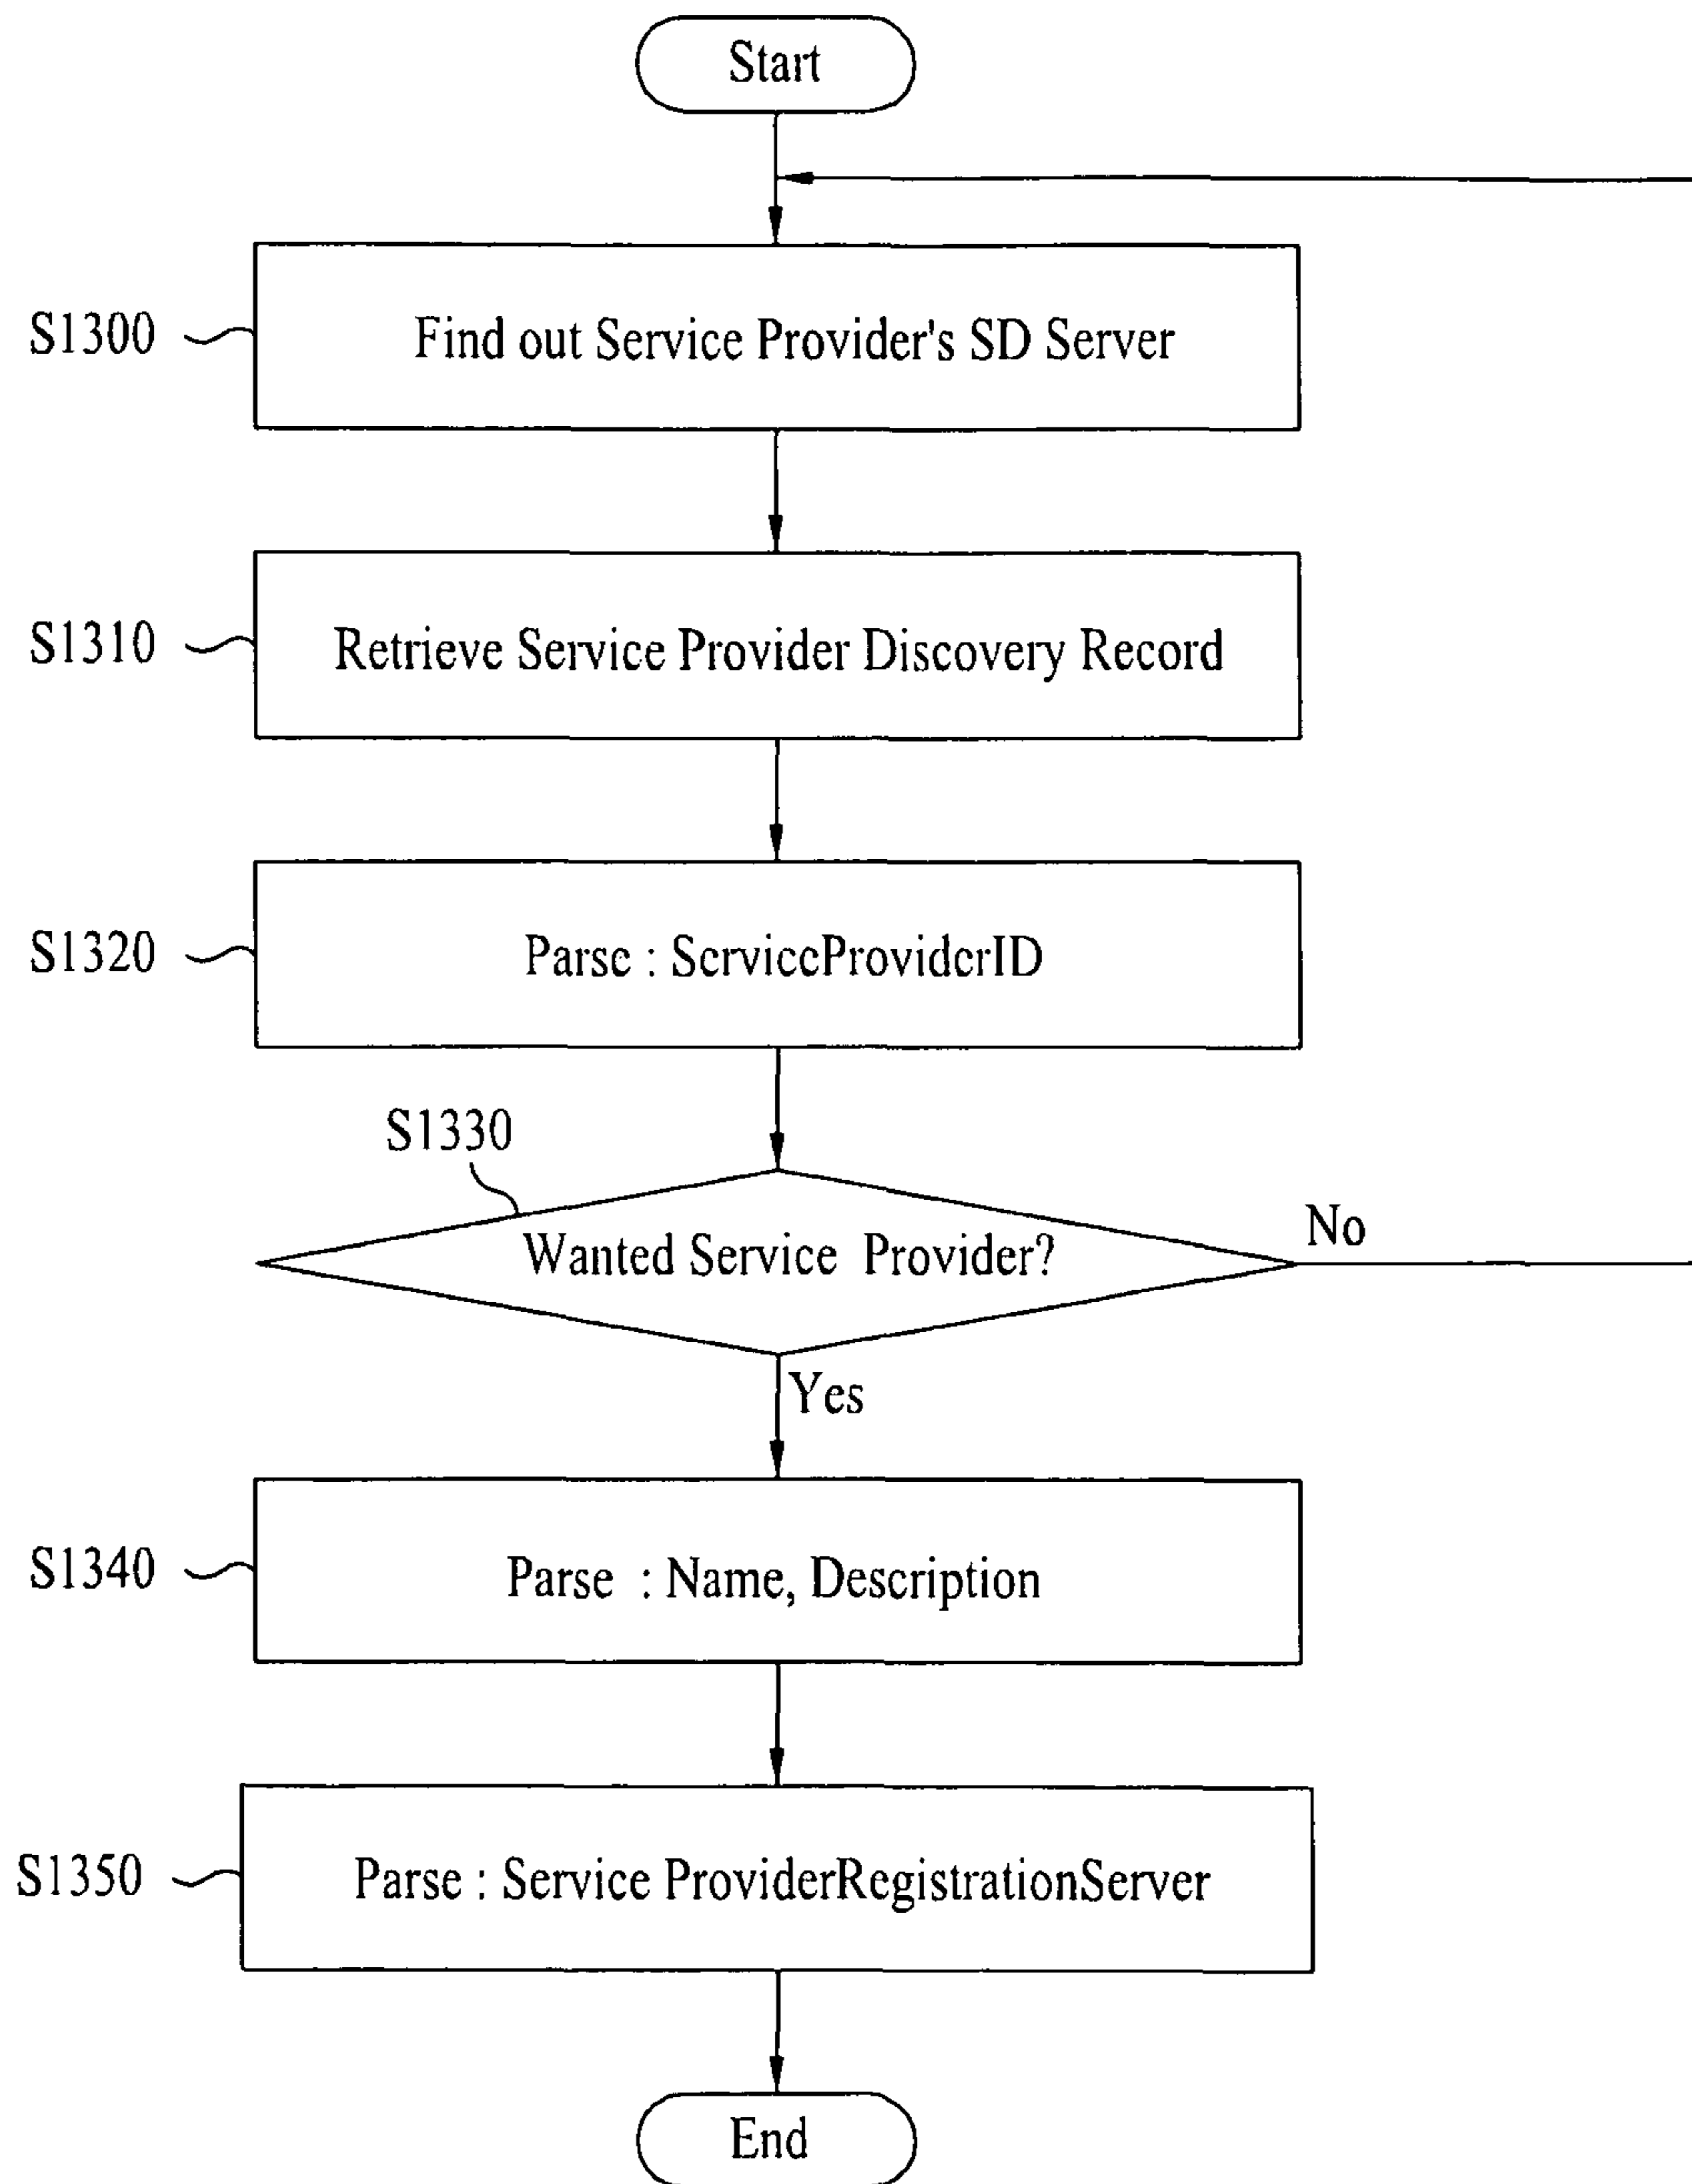 Start
S1300
Find out Service Provider's SD Server
S1310
Retrieve Service Provider Discovery Record
S1320
Parse : ServiceProviderID
S1330
Wanted Service Provider?
No
Yes
S1340
Parse : Name, Description
S1350
Parse : Service ProviderRegistrationServer
End